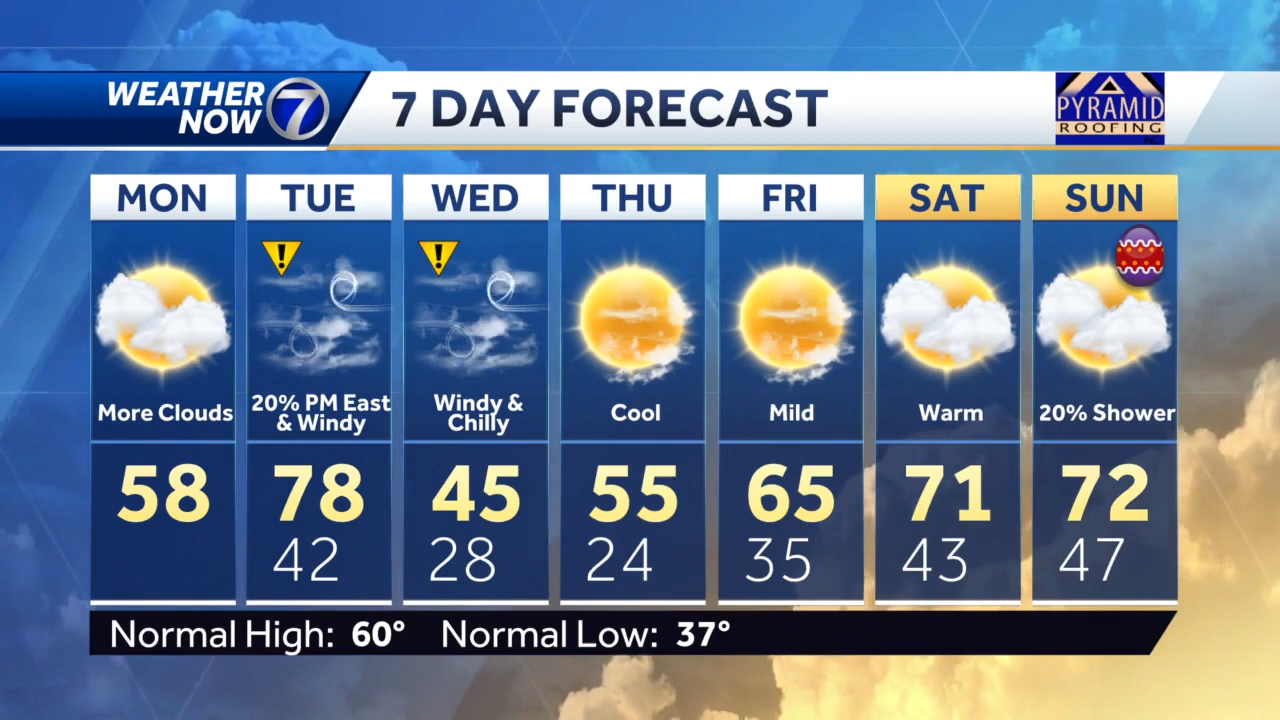 WEATHER
NOW
7
7 DAY FORECAST
PYRAMID
ROOFING
MON
TUE
WED
THU
FRI
SAT
SUN
!
!
More Clouds
20% PM East
& Windy
Windy &
Chilly
Cool
Mild
Warm
20% Shower
58
78
45
55
65
71
72
42
28
24
35
43
47
Normal High: 60° Normal Low: 37°